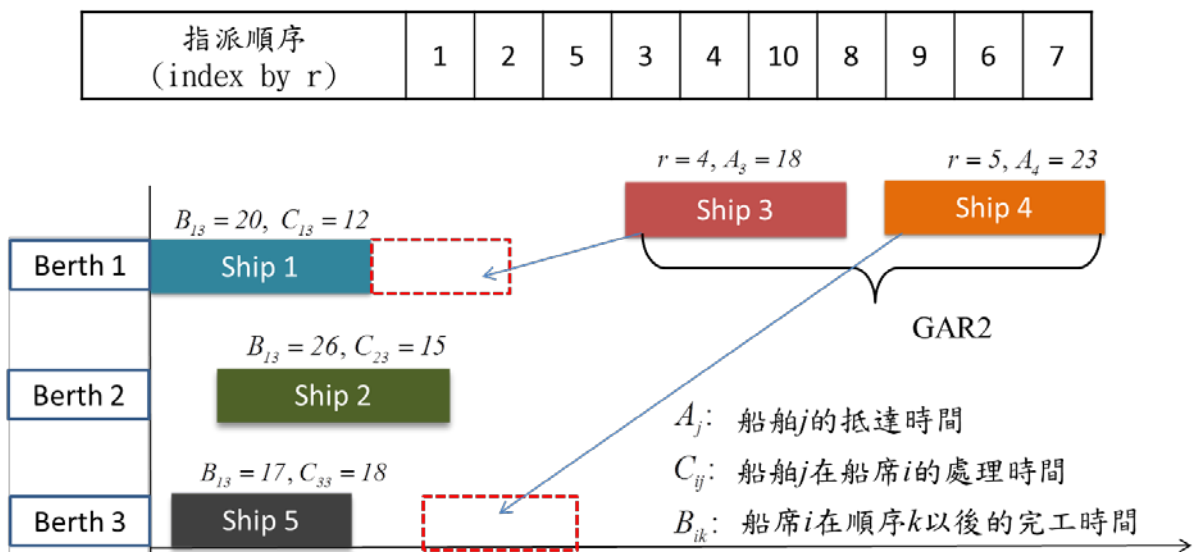 指派順序
(index by r)
1 2 5 3 4 10 8 9 6 7
r = 4, A₃ = 18
r = 5, A₄ = 23
Ship 3
Ship 4
B₁₃ = 20, C₁₃ = 12
Berth 1
Ship 1
GAR2
B₁₃ = 26, C₂₃ = 15
Berth 2
Ship 2
Aⱼ: 船舶j的抵達時間
B₁₃ = 17, C₃₃ = 18
Cᵢⱼ: 船舶j在船席i的處理時間
Berth 3
Ship 5
Bᵢₖ: 船席i在順序k以後的完工時間